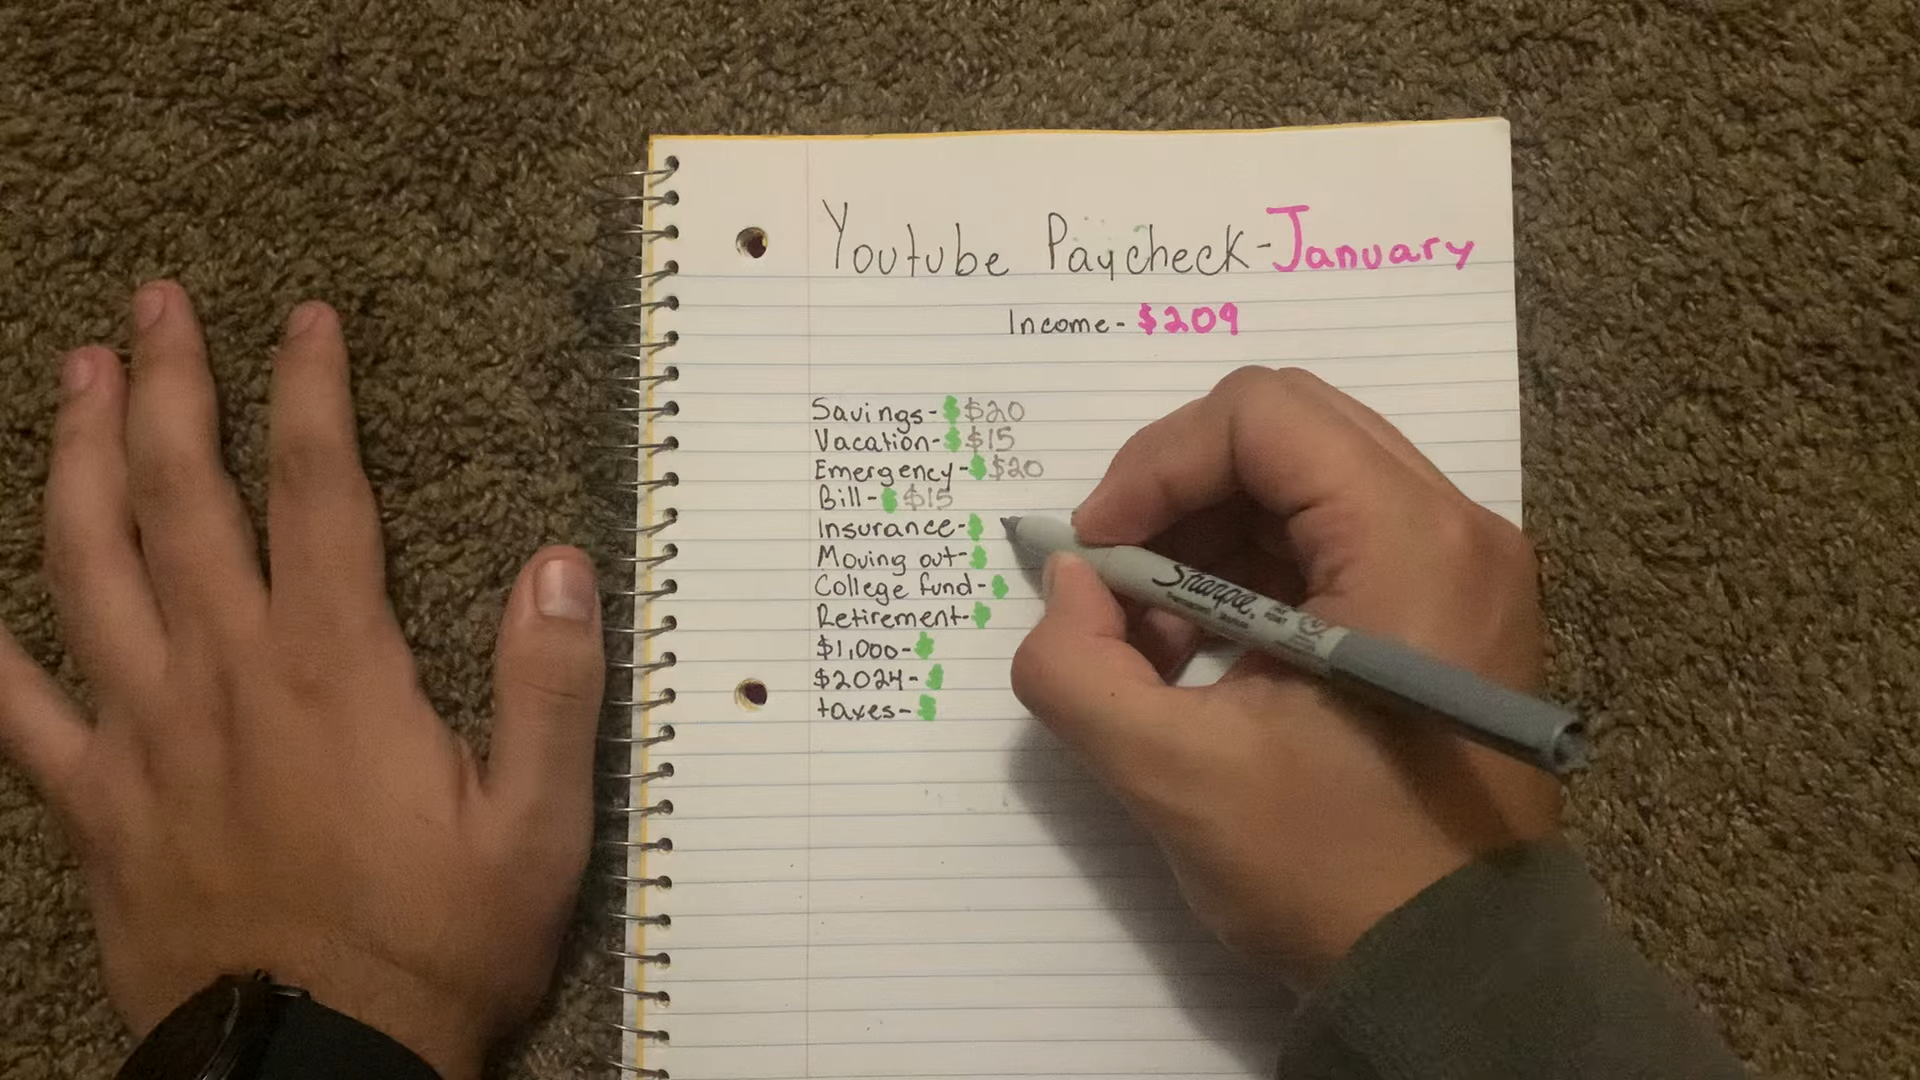 Youtube Paycheck-January
Income- $209
Savings-$ $20
Vacation-$ $15
Emergency-$ $20
Bill-$ $15
Insurance-$
Moving out-$
College fund-$
Retirement-$
$1,000-$
$2024-$
taxes-$
Sharpie